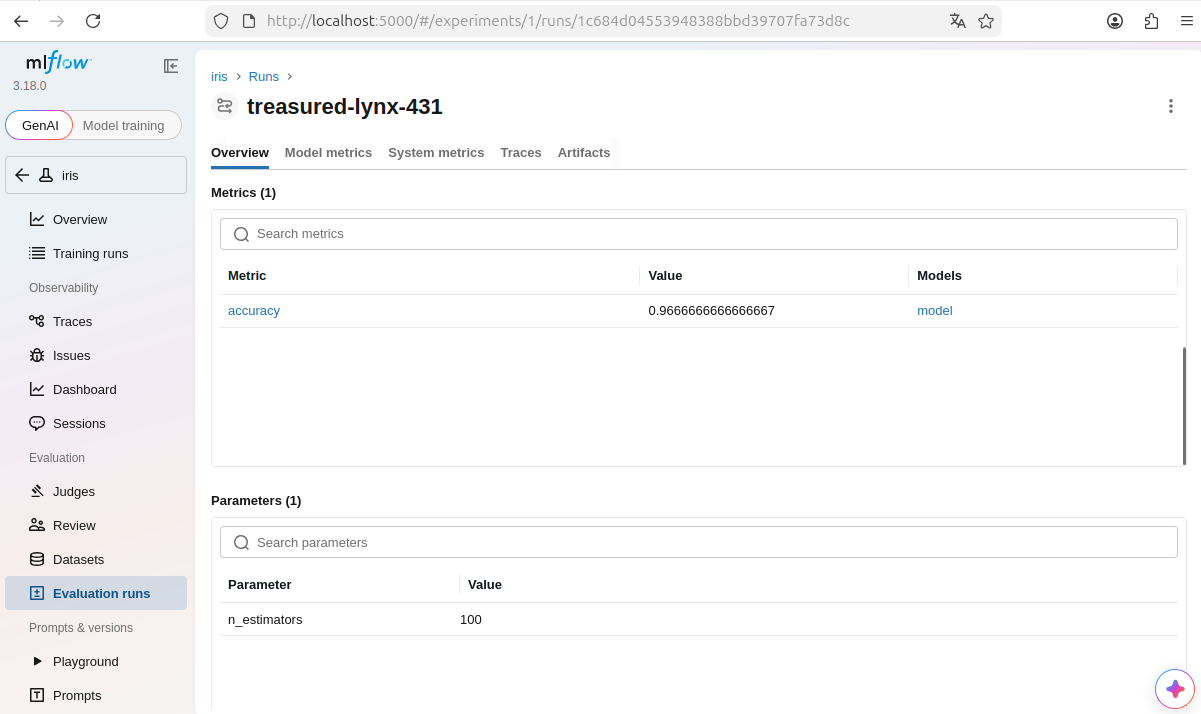 http://localhost:5000/#/experiments/1/runs/1c684d04553948388bbd39707fa73d8c
mlflow
3.18.0
GenAI
Model training
iris
Overview
Training runs
Observability
Traces
Issues
Dashboard
Sessions
Evaluation
Judges
Review
Datasets
Evaluation runs
Prompts & versions
Playground
Prompts
iris > Runs >
treasured-lynx-431
Overview Model metrics System metrics Traces Artifacts
Metrics (1)
Search metrics
Metric Value Models
accuracy 0.9666666666666667 model
Parameters (1)
Search parameters
Parameter Value
n_estimators 100